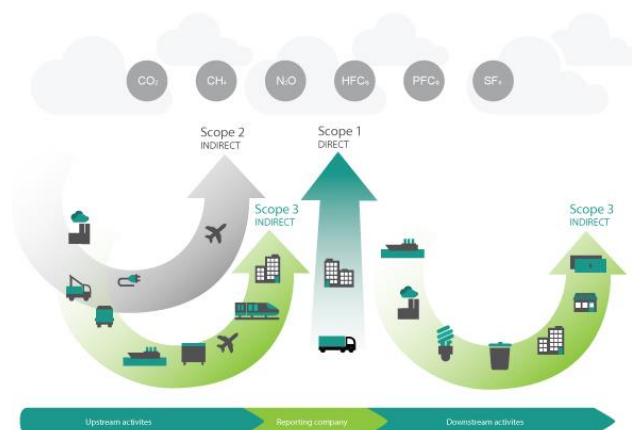 CO₂ CH₄ N₂O HFCₛ PFCₛ SF₆
Scope 2
INDIRECT
Scope 1
DIRECT
Scope 3
INDIRECT
Scope 3
INDIRECT
Upstream activites
Reporting company
Downstream activites